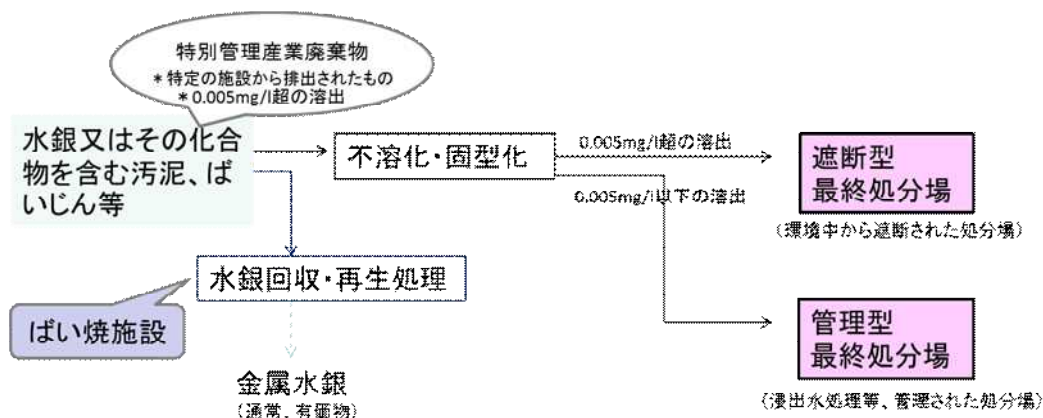 特別管理産業廃棄物
＊特定の施設から排出されたもの
＊0.005mg/l超の溶出
水銀又はその化合
物を含む汚泥、ば
いじん等
不溶化・固型化
0.005mg/l超の溶出
0.005mg/l以下の溶出
遮断型
最終処分場
（環境中から遮断された処分場）
水銀回収・再生処理
ばい焼施設
管理型
最終処分場
（浸出水処理等、管理された処分場）
金属水銀
（通常、有価物）